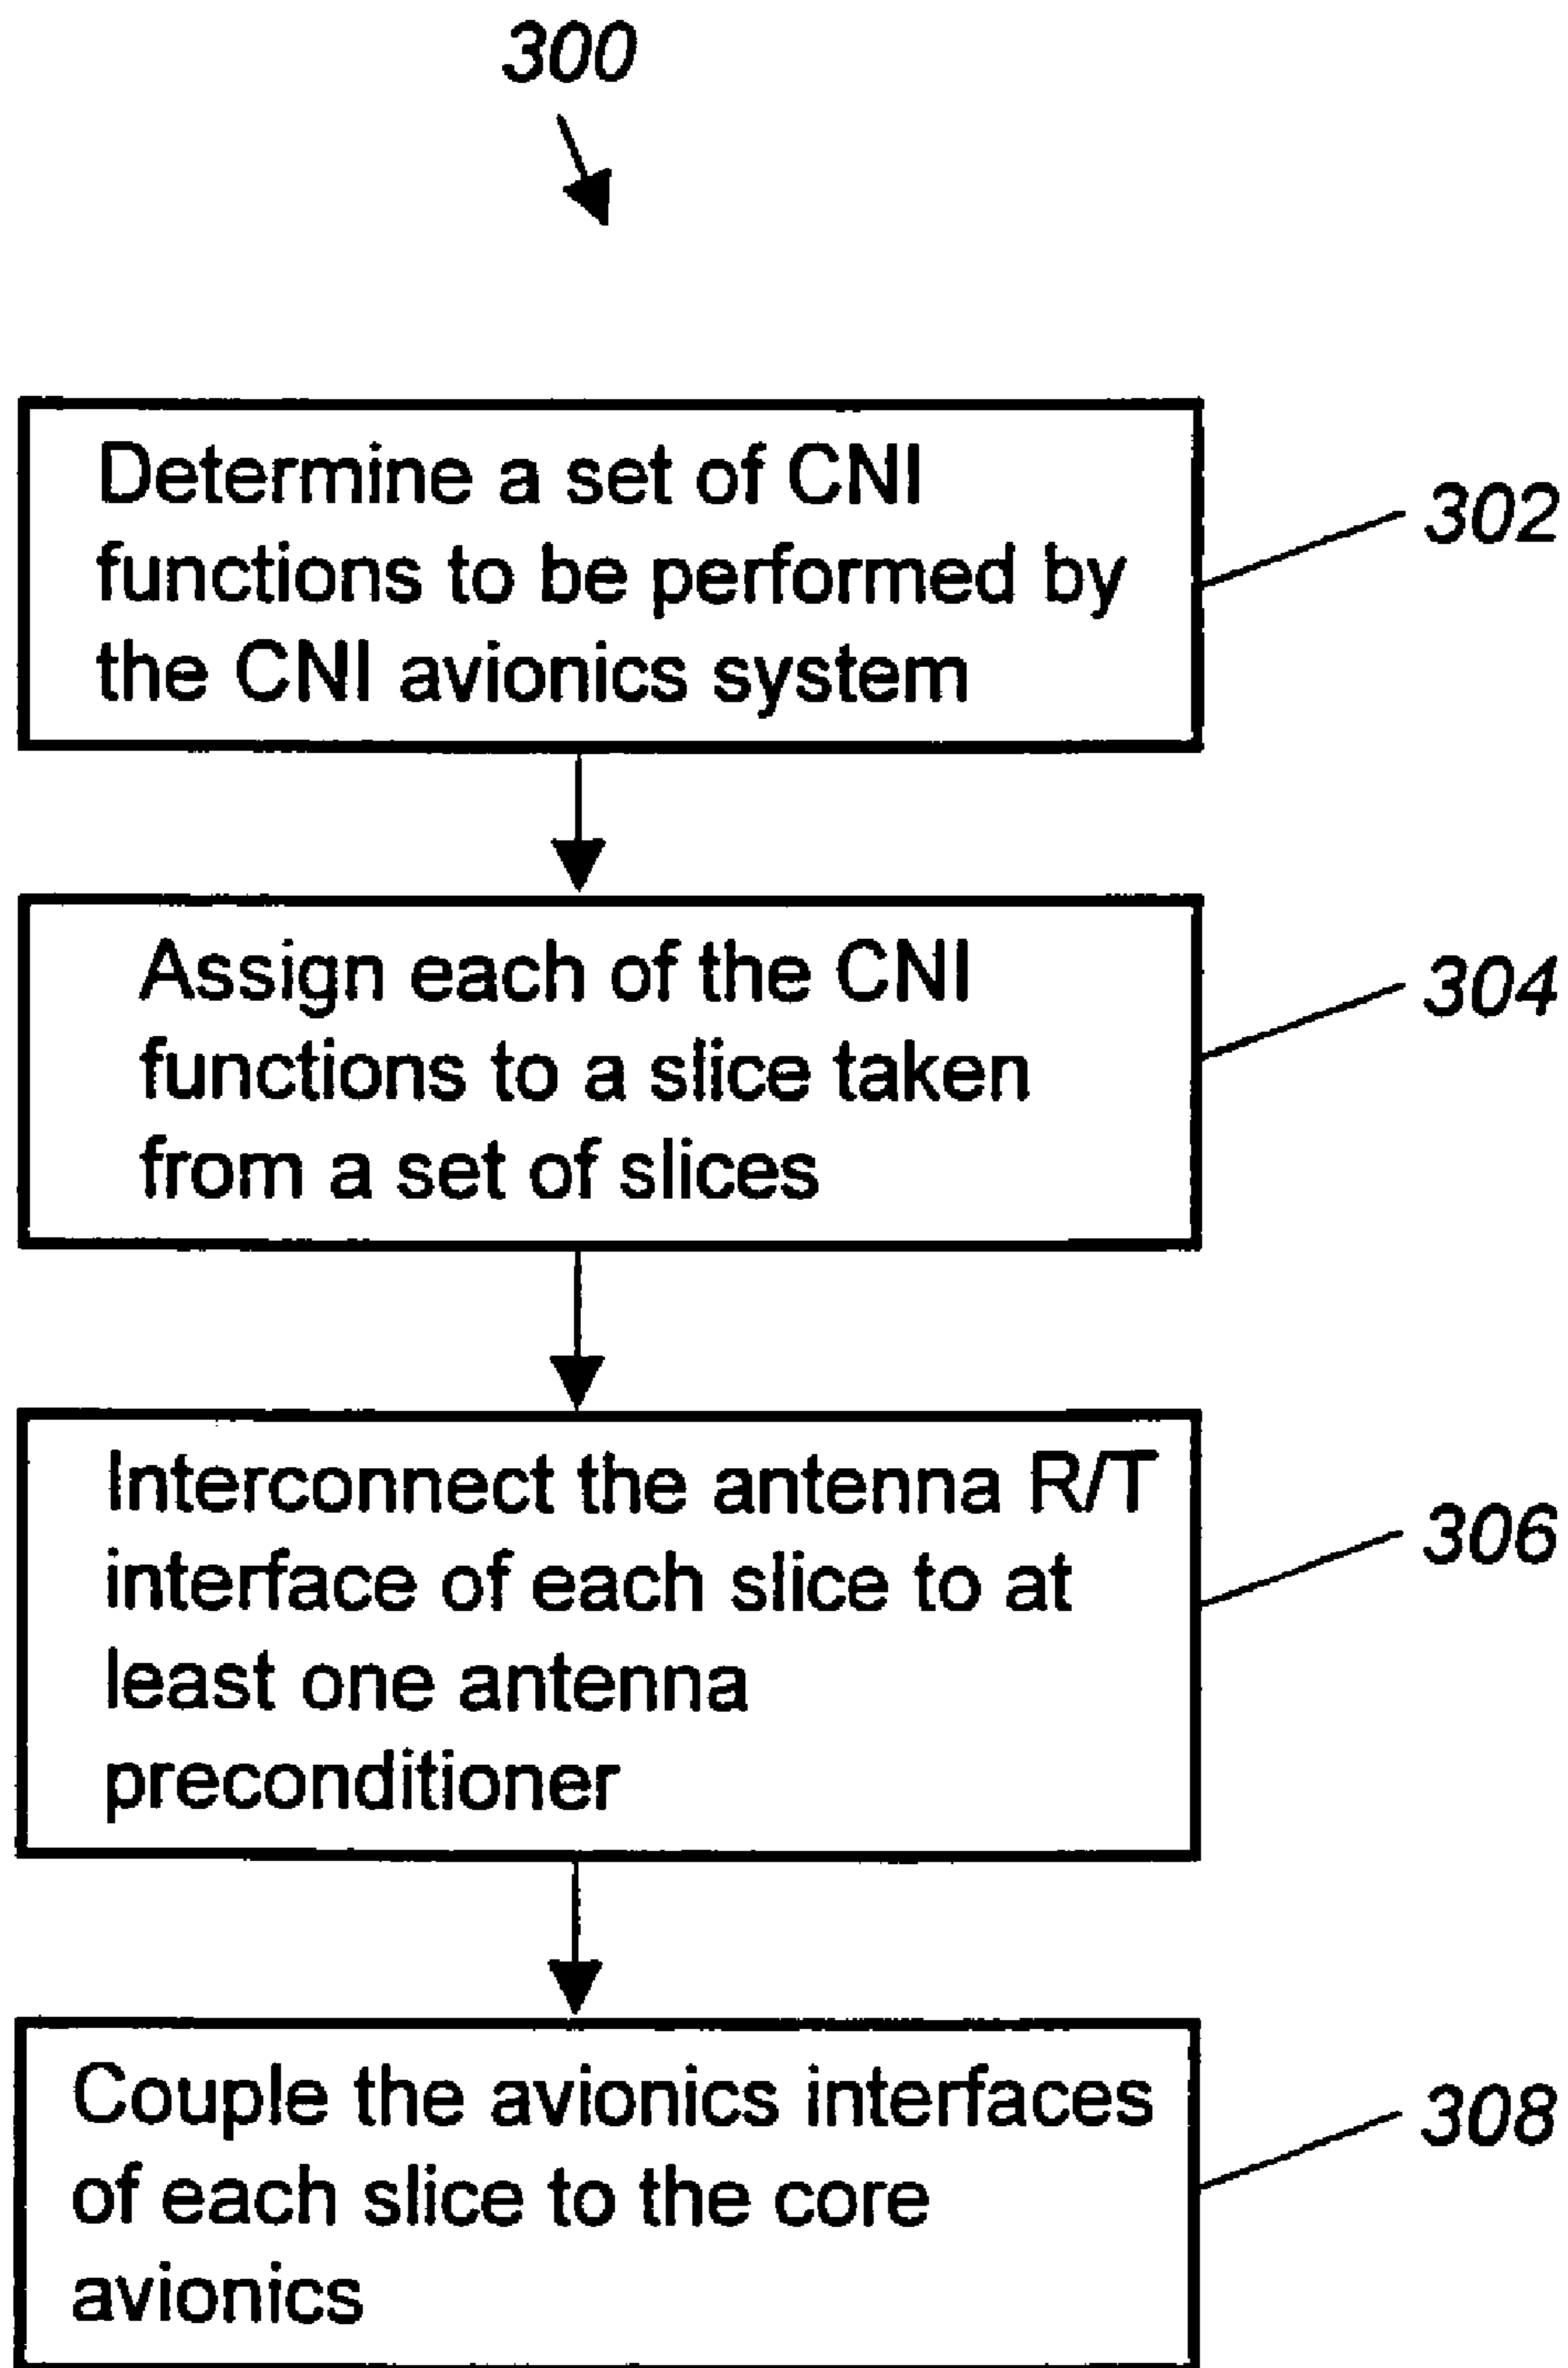 300
Determine a set of CNI
functions to be performed by
the CNI avionics system
302
Assign each of the CNI
functions to a slice taken
from a set of slices
304
Interconnect the antenna R/T
interface of each slice to at
least one antenna
preconditioner
306
Couple the avionics interfaces
of each slice to the core
avionics
308